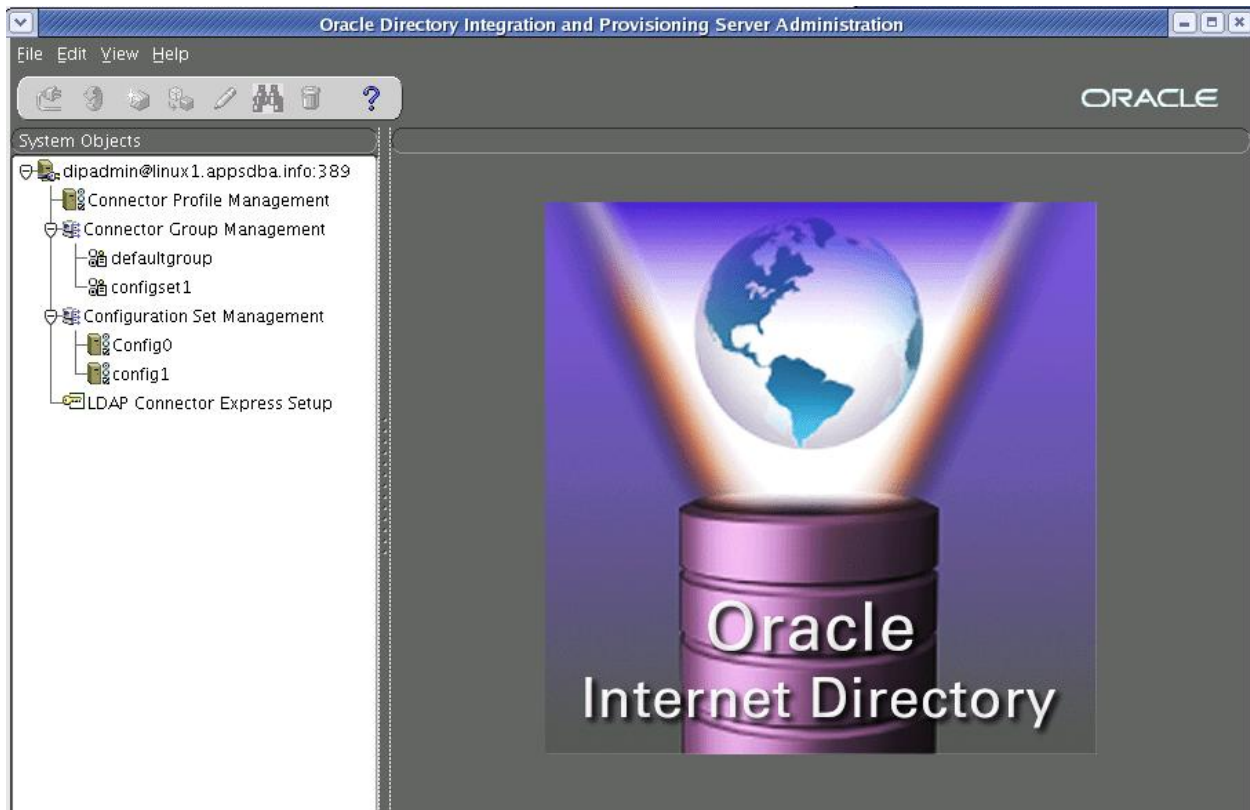 Oracle Directory Integration and Provisioning Server Administration
File Edit View Help
?
ORACLE
System Objects
dipadmin@linux1.appsdba.info:389
Connector Profile Management
Connector Group Management
defaultgroup
configset1
Configuration Set Management
Config0
config1
LDAP Connector Express Setup
Oracle
Internet Directory